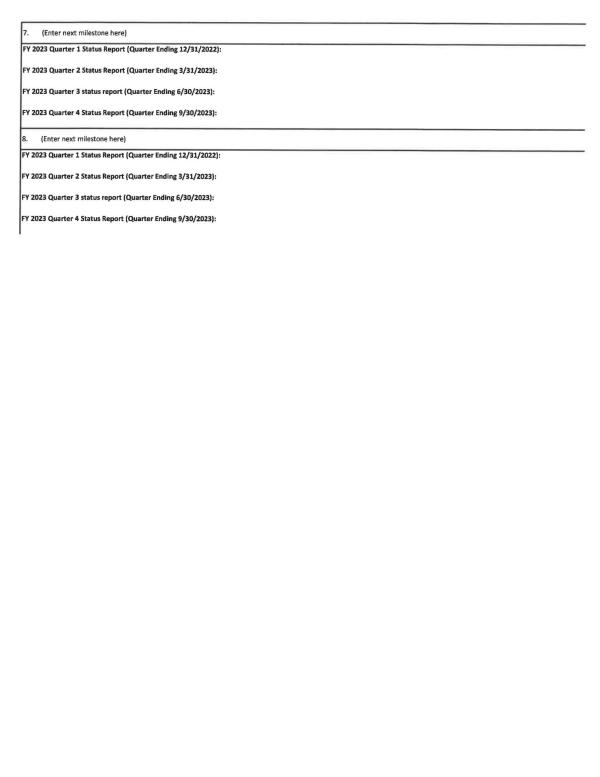 7. (Enter next milestone here)
FY 2023 Quarter 1 Status Report (Quarter Ending 12/31/2022):
FY 2023 Quarter 2 Status Report (Quarter Ending 3/31/2023):
FY 2023 Quarter 3 status report (Quarter Ending 6/30/2023):
FY 2023 Quarter 4 Status Report (Quarter Ending 9/30/2023):
8. (Enter next milestone here)
FY 2023 Quarter 1 Status Report (Quarter Ending 12/31/2022):
FY 2023 Quarter 2 Status Report (Quarter Ending 3/31/2023):
FY 2023 Quarter 3 status report (Quarter Ending 6/30/2023):
FY 2023 Quarter 4 Status Report (Quarter Ending 9/30/2023):